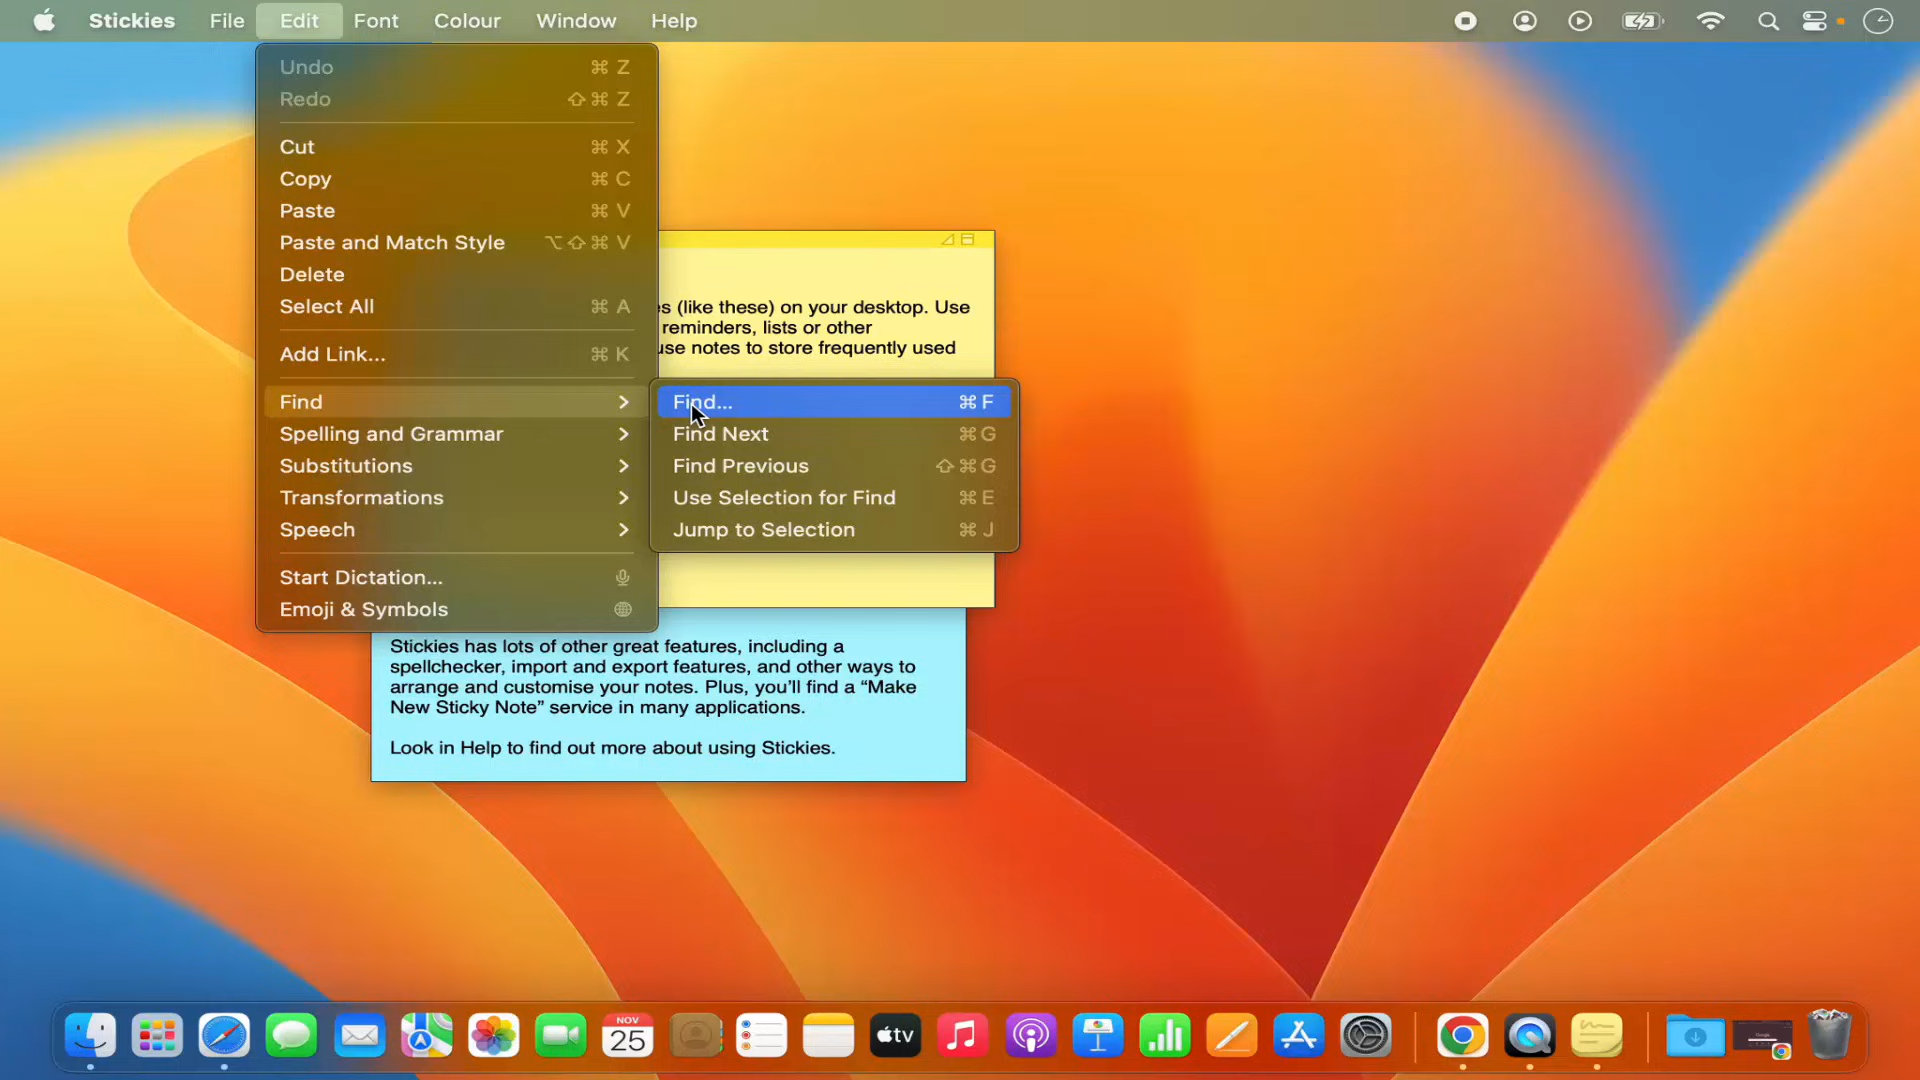 Stickies File Edit Font Colour Window Help
Undo ⌘ Z
Redo ⇧ ⌘ Z
Cut ⌘ X
Copy ⌘ C
Paste ⌘ V
Paste and Match Style ⌥ ⇧ ⌘ V
Delete
Select All ⌘ A
Add Link... ⌘ K
Find
Spelling and Grammar
Substitutions
Transformations
Speech
Start Dictation...
Emoji & Symbols
Find... ⌘ F
Find Next ⌘ G
Find Previous ⇧ ⌘ G
Use Selection for Find ⌘ E
Jump to Selection ⌘ J
(like these) on your desktop. Use
reminders, lists or other
notes to store frequently used
Stickies has lots of other great features, including a
spellchecker, import and export features, and other ways to
arrange and customise your notes. Plus, you’ll find a “Make
New Sticky Note” service in many applications.
Look in Help to find out more about using Stickies.
NOV
25
tv